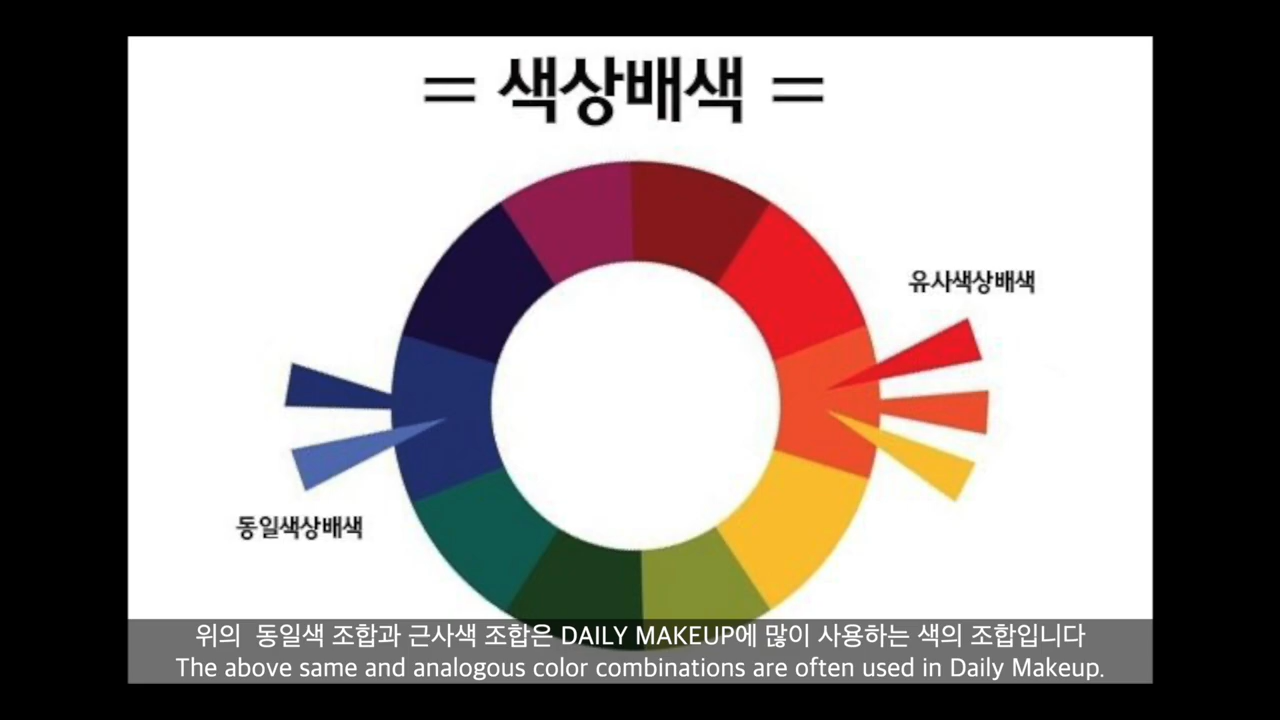 = 색상배색 =
유사색상배색
동일색상배색
위의 동일색 조합과 근사색 조합은 DAILY MAKEUP에 많이 사용하는 색의 조합입니다
The above same and analogous color combinations are often used in Daily Makeup.